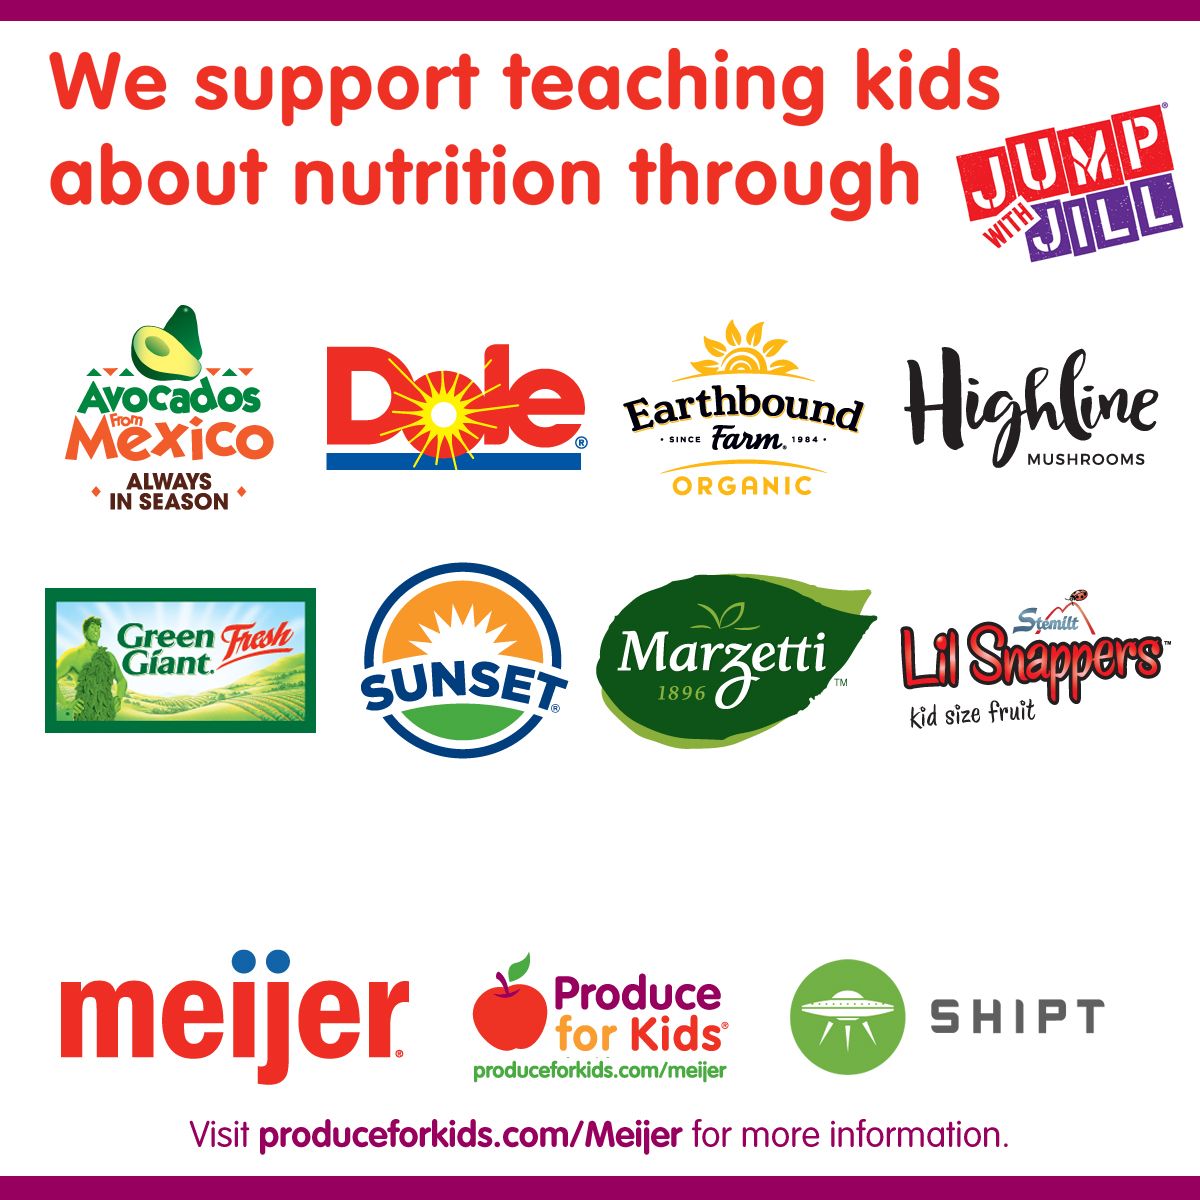 We support teaching kids
about nutrition through
JUMP®
WITH
JILL
Avocados
From
Mexico
ALWAYS
IN SEASON
Dole®
Earthbound
• SINCE Farm® 1984 •
ORGANIC
Highline
MUSHROOMS
Green Fresh
Giant®
SUNSET®
Marzetti
1896 TM
Stemilt
Lil Snappers™
kid size fruit
meijer®
Produce
for Kids®
produceforkids.com/meijer
SHIPT
Visit produceforkids.com/Meijer for more information.